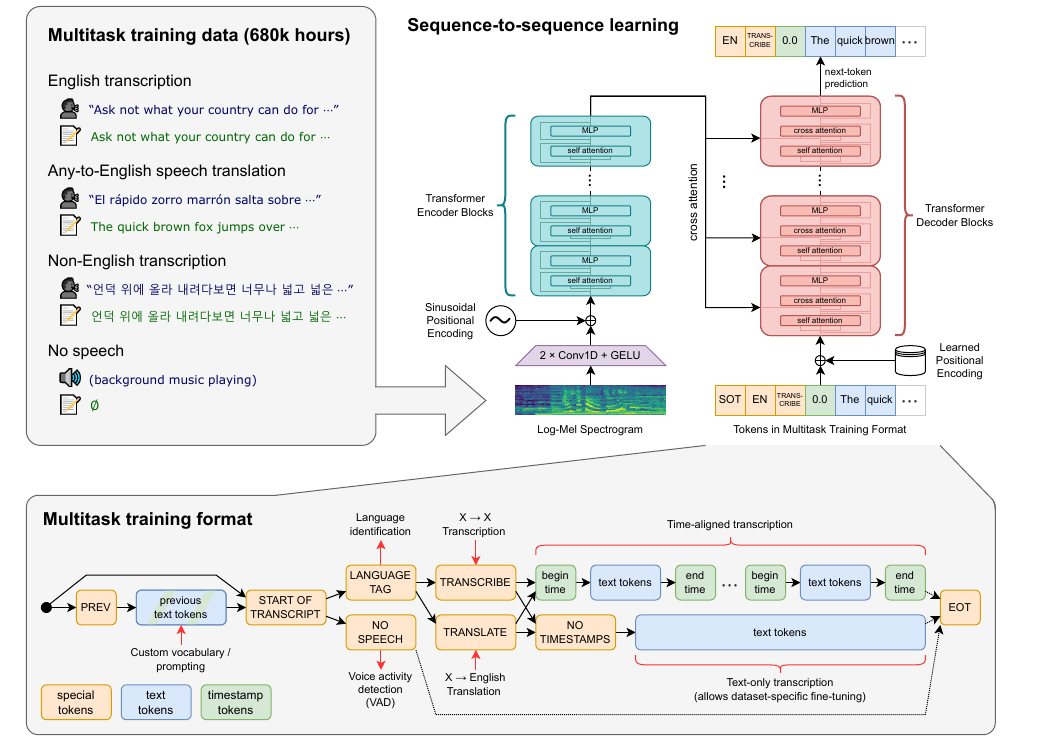 Multitask training data (680k hours)
English transcription
“Ask not what your country can do for ⋯”
Ask not what your country can do for ⋯
Any-to-English speech translation
“El rápido zorro marrón salta sobre ⋯”
The quick brown fox jumps over ⋯
Non-English transcription
“언덕 위에 올라 내려다보면 너무나 넓고 넓은 ⋯”
언덕 위에 올라 내려다보면 너무나 넓고 넓은 ⋯
No speech
(background music playing)
∅
Sequence-to-sequence learning
EN TRANS-CRIBE 0.0 The quick brown ⋯
next-token
prediction
MLP
self attention
⋮
MLP
self attention
MLP
self attention
Transformer
Encoder Blocks
cross attention
⋮
MLP
cross attention
self attention
⋮
MLP
cross attention
self attention
MLP
cross attention
self attention
Transformer
Decoder Blocks
Sinusoidal
Positional
Encoding
2 × Conv1D + GELU
Log-Mel Spectrogram
Learned
Positional
Encoding
SOT EN TRANS-CRIBE 0.0 The quick ⋯
Tokens in Multitask Training Format
Multitask training format
Language
identification
X → X
Transcription
Time-aligned transcription
PREV
previous
text tokens
START OF
TRANSCRIPT
LANGUAGE
TAG
NO
SPEECH
TRANSCRIBE
TRANSLATE
begin
time
text tokens
end
time
⋯
begin
time
text tokens
end
time
NO
TIMESTAMPS
text tokens
EOT
Custom vocabulary /
prompting
Voice activity
detection
(VAD)
X → English
Translation
Text-only transcription
(allows dataset-specific fine-tuning)
special
tokens
text
tokens
timestamp
tokens